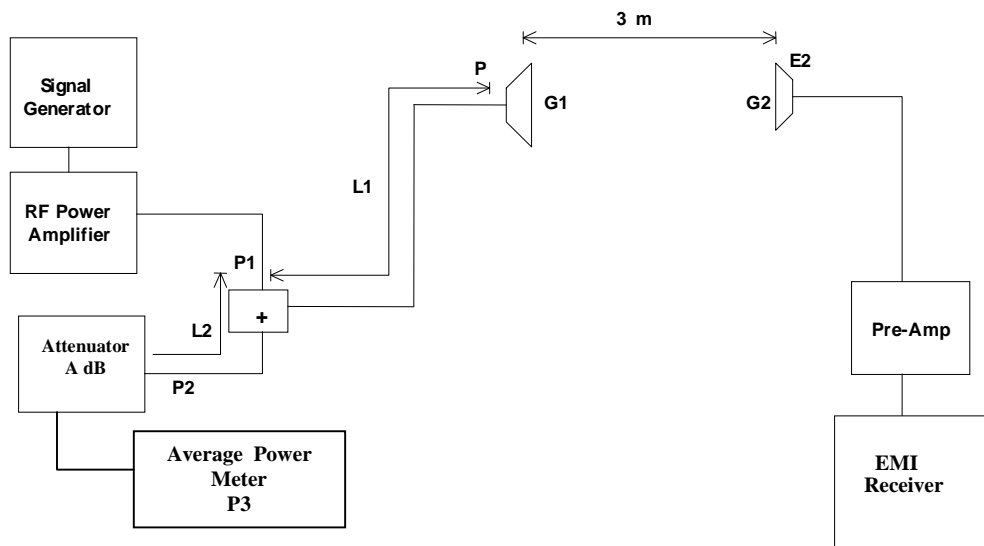 3 m
P
E2
G1
G2
Signal
Generator
L1
RF Power
Amplifier
P1
+
L2
Attenuator
A dB
P2
Pre-Amp
Average Power
Meter
P3
EMI
Receiver